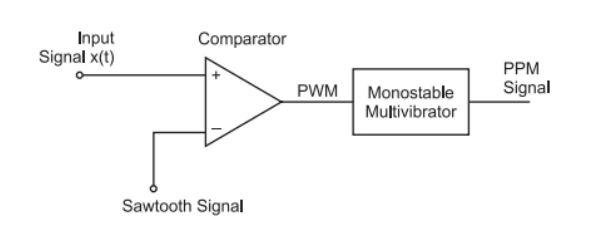 Input
Signal x(t)
Comparator
+
−
Sawtooth Signal
PWM
Monostable
Multivibrator
PPM
Signal